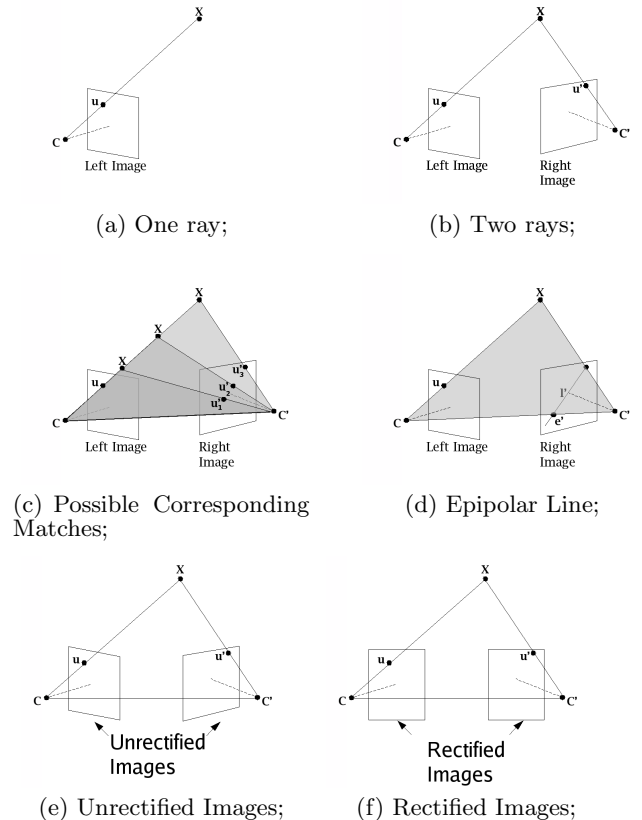 X
u
C
Left Image
(a) One ray;
X
u
u'
C
C'
Left Image
Right
Image
(b) Two rays;
X
X
X
u
u'3
u'2
u'1
C
C'
Left Image
Right
Image
(c) Possible Corresponding
Matches;
X
u
l'
C
e'
C'
Left Image
Right
Image
(d) Epipolar Line;
X
u
u'
C
C'
Unrectified
Images
(e) Unrectified Images;
X
u
u'
C
C'
Rectified
Images
(f) Rectified Images;